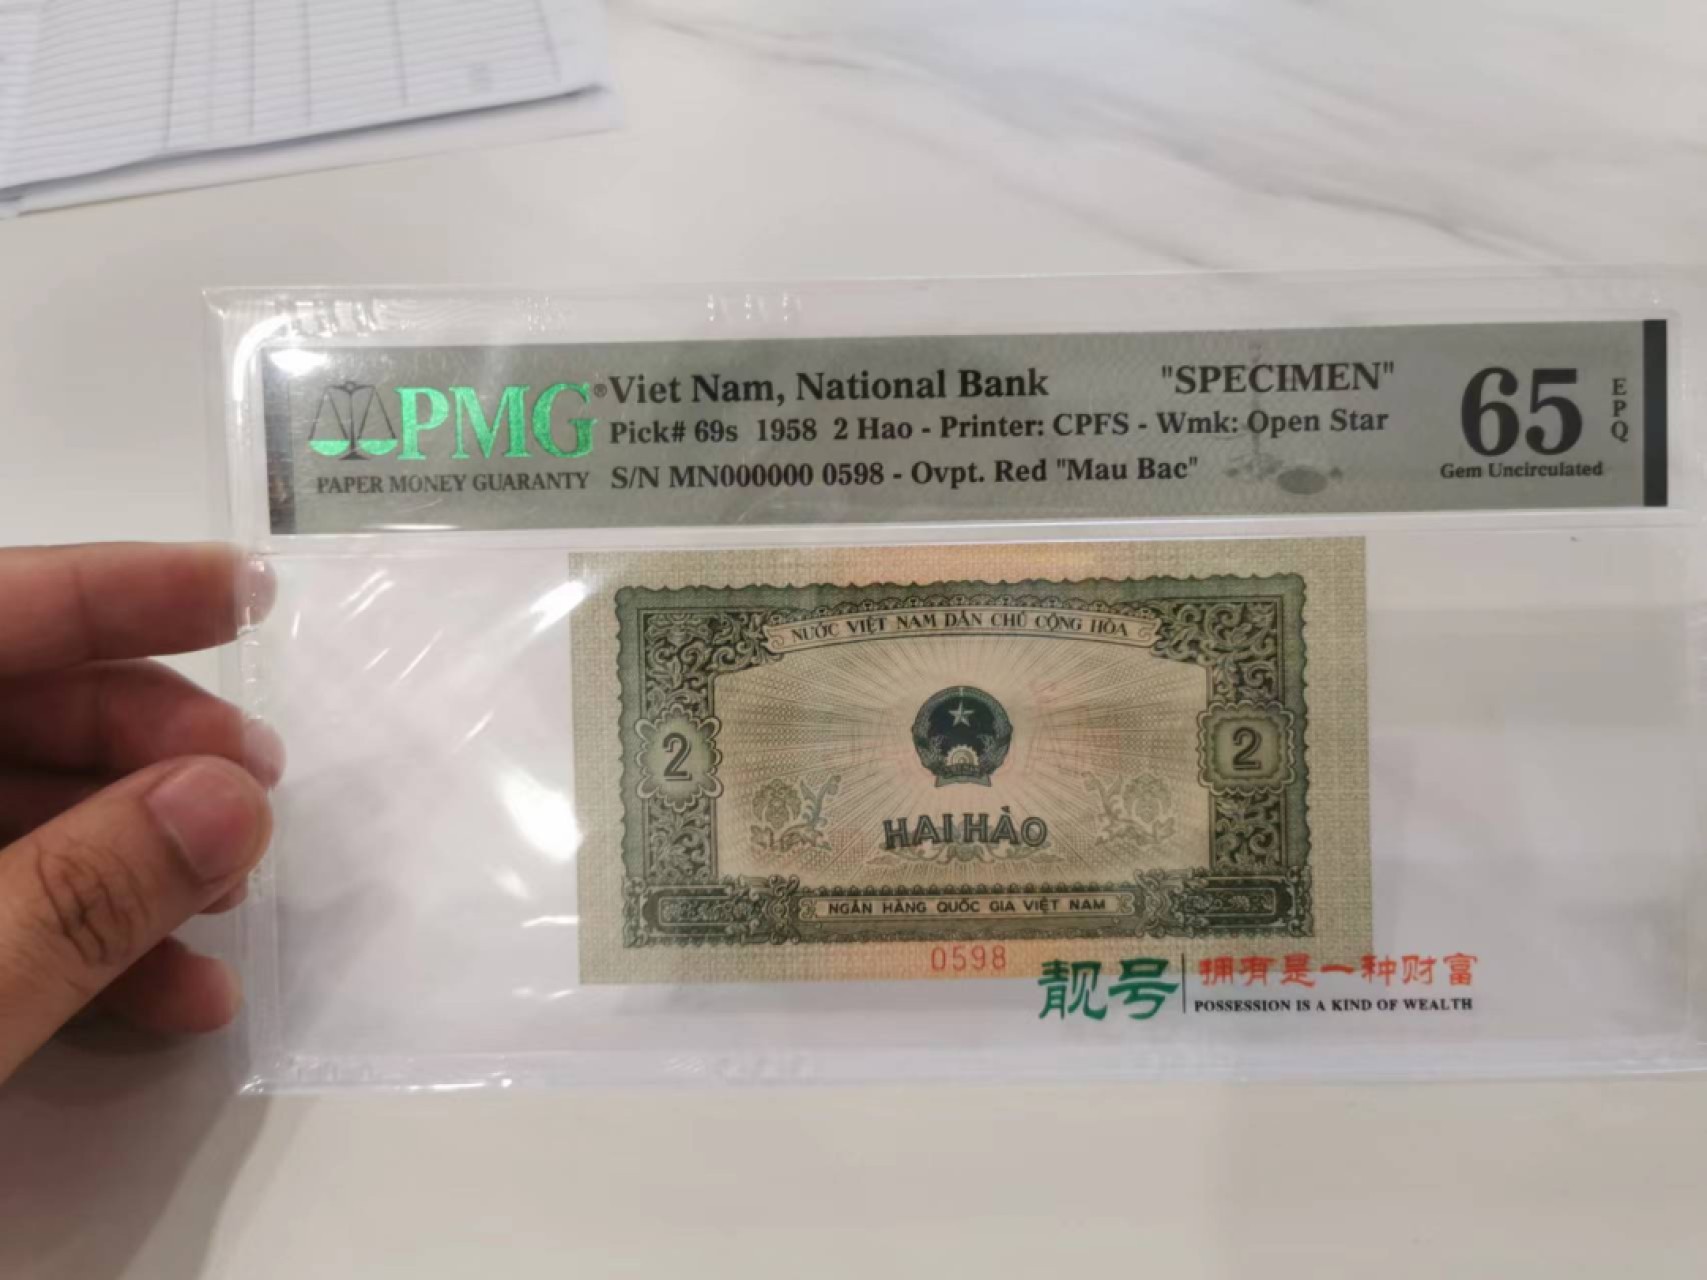 PMG®
PAPER MONEY GUARANTY
Viet Nam, National Bank "SPECIMEN"
Pick# 69s 1958 2 Hao - Printer: CPFS - Wmk: Open Star
S/N MN000000 0598 - Ovpt. Red "Mau Bac"
65
EPQ
Gem Uncirculated
NƯỚC VIỆT NAM DÂN CHỦ CỘNG HÒA
2
2
HAI HÀO
NGÂN HÀNG QUỐC GIA VIỆT NAM
0598
靓号
拥有是一种财富
POSSESSION IS A KIND OF WEALTH